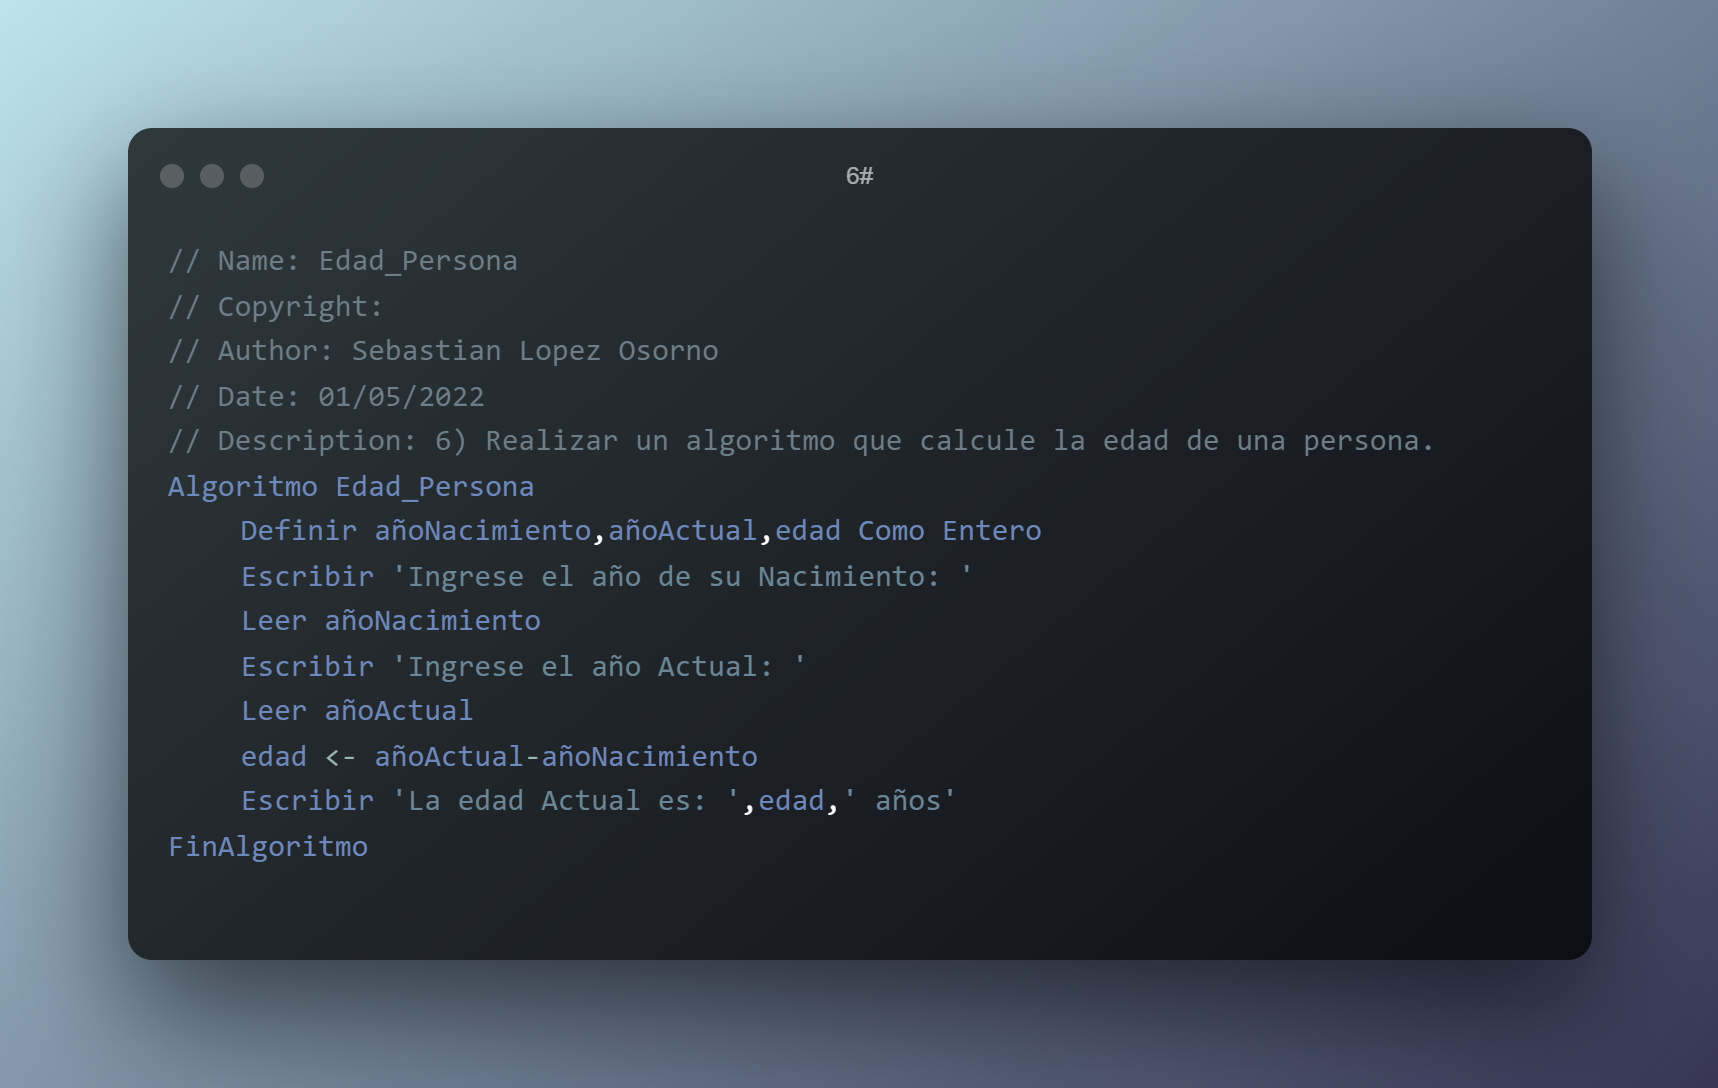 6#
// Name: Edad_Persona
// Copyright:
// Author: Sebastian Lopez Osorno
// Date: 01/05/2022
// Description: 6) Realizar un algoritmo que calcule la edad de una persona.
Algoritmo Edad_Persona
Definir añoNacimiento,añoActual,edad Como Entero
Escribir 'Ingrese el año de su Nacimiento: '
Leer añoNacimiento
Escribir 'Ingrese el año Actual: '
Leer añoActual
edad <- añoActual-añoNacimiento
Escribir 'La edad Actual es: ',edad,' años'
FinAlgoritmo